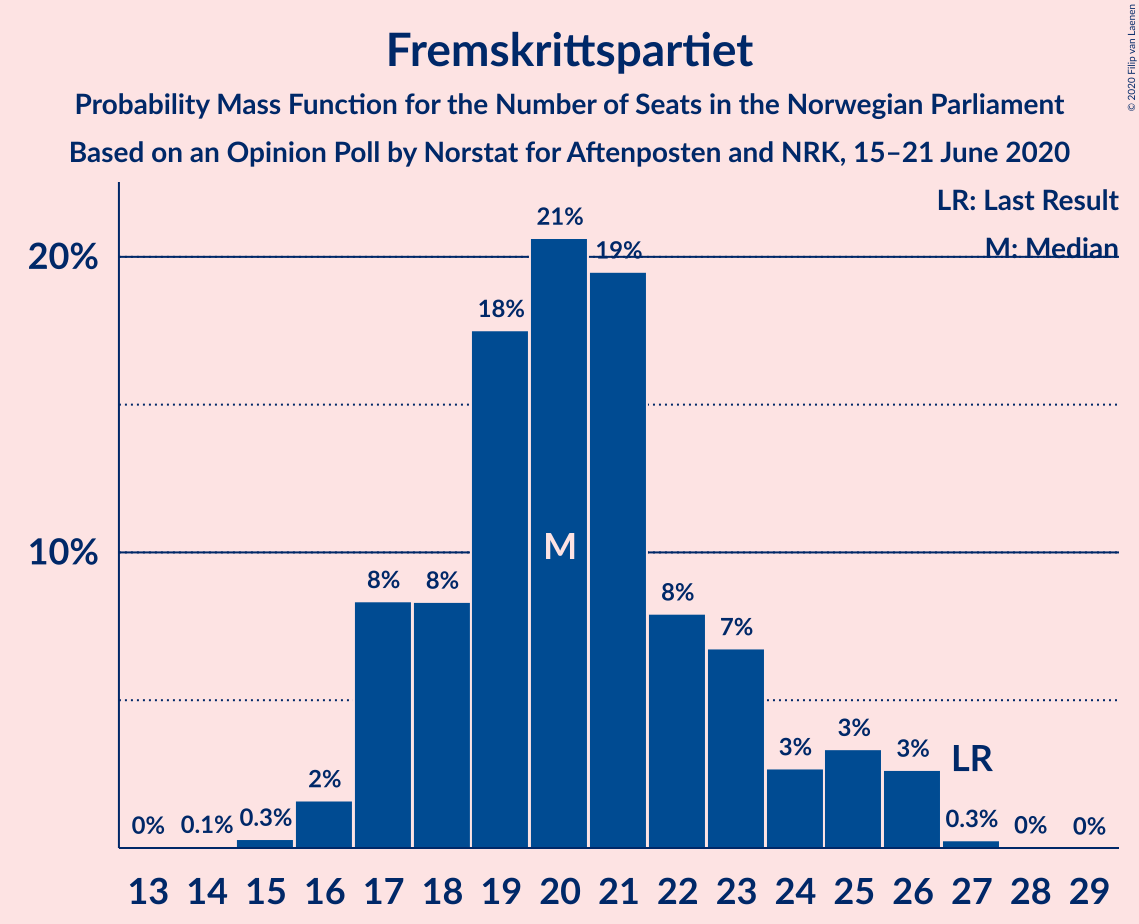 Fremskrittspartiet
Probability Mass Function for the Number of Seats in the Norwegian Parliament
Based on an Opinion Poll by Norstat for Aftenposten and NRK, 15–21 June 2020
© 2020 Filip van Laenen
LR: Last Result
M: Median
20%
10%
0% 0.1% 0.3% 2% 8% 8% 18% 21% 19% 8% 7% 3% 3% 3% 0.3% 0% 0%
M
LR
13 14 15 16 17 18 19 20 21 22 23 24 25 26 27 28 29